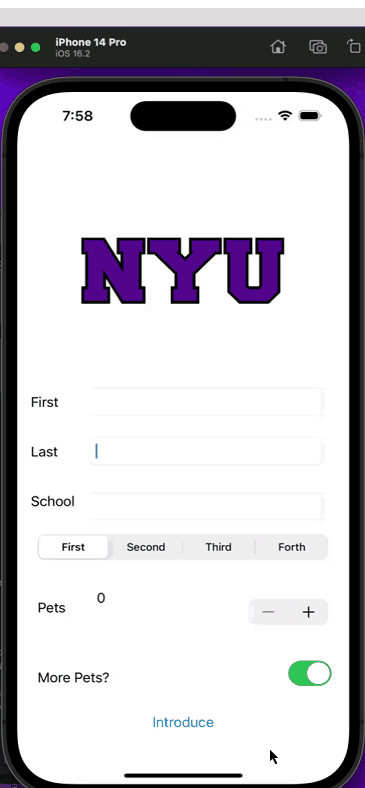 iPhone 14 Pro
iOS 16.2
7:58
NYU
First
Last
School
First Second Third Forth
Pets 0 − +
More Pets?
Introduce